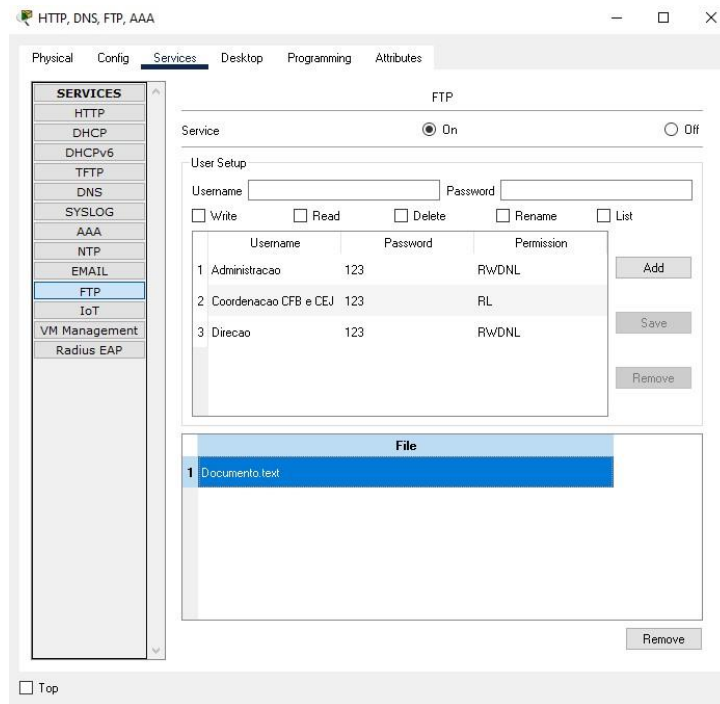 HTTP, DNS, FTP, AAA
Physical Config Services Desktop Programming Attributes
SERVICES
HTTP
DHCP
DHCPv6
TFTP
DNS
SYSLOG
AAA
NTP
EMAIL
FTP
IoT
VM Management
Radius EAP
FTP
Service On Off
User Setup
Username Password
Write Read Delete Rename List
Username Password Permission
1 Administracao 123 RWDNL
2 Coordenacao CFB e CEJ 123 RL
3 Direcao 123 RWDNL
Add
Save
Remove
File
1 Documento.text
Remove
Top